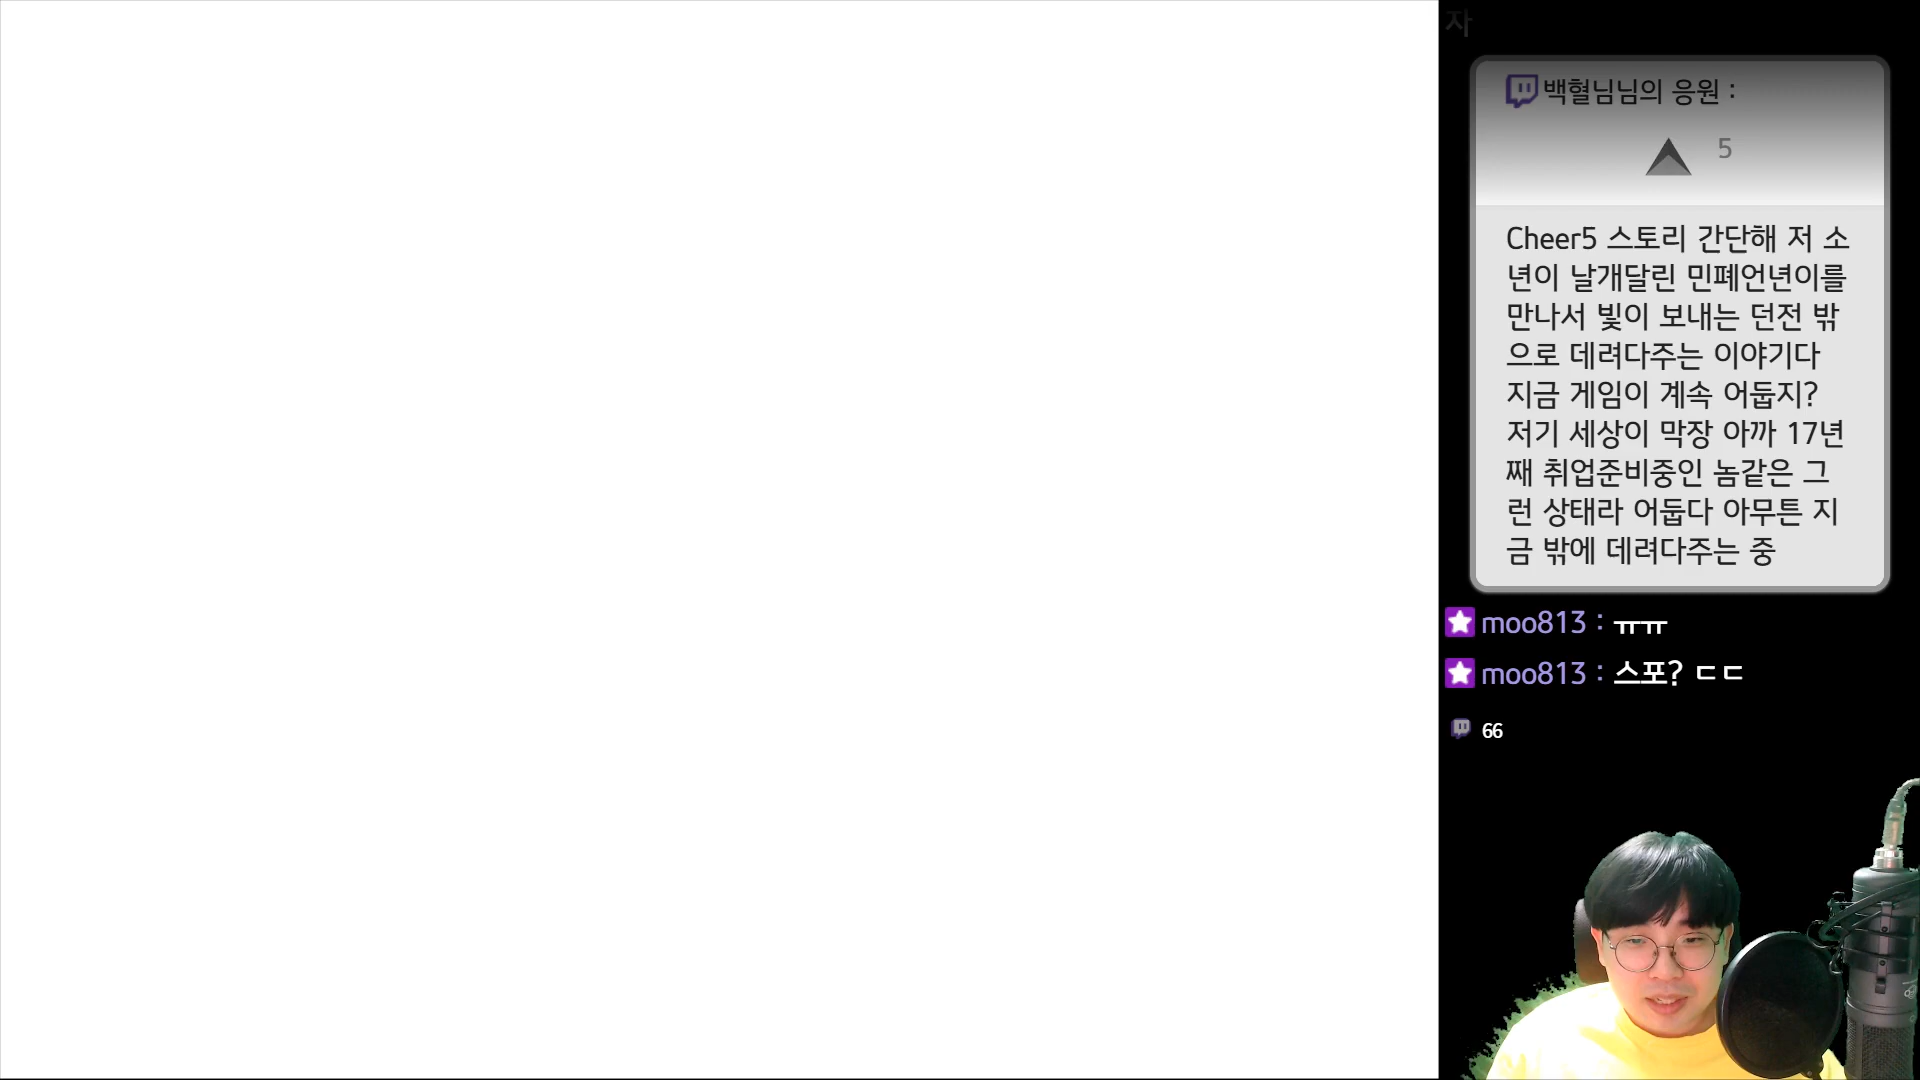 자
백혈님님의 응원 :
5
Cheer5 스토리 간단해 저 소
년이 날개달린 민폐언년이를
만나서 빛이 보내는 던전 밖
으로 데려다주는 이야기다
지금 게임이 계속 어둡지?
저기 세상이 막장 아까 17년
째 취업준비중인 놈같은 그
런 상태라 어둡다 아무튼 지
금 밖에 데려다주는 중
moo813 : ㅠㅠ
moo813 : 스포? ㄷㄷ
66